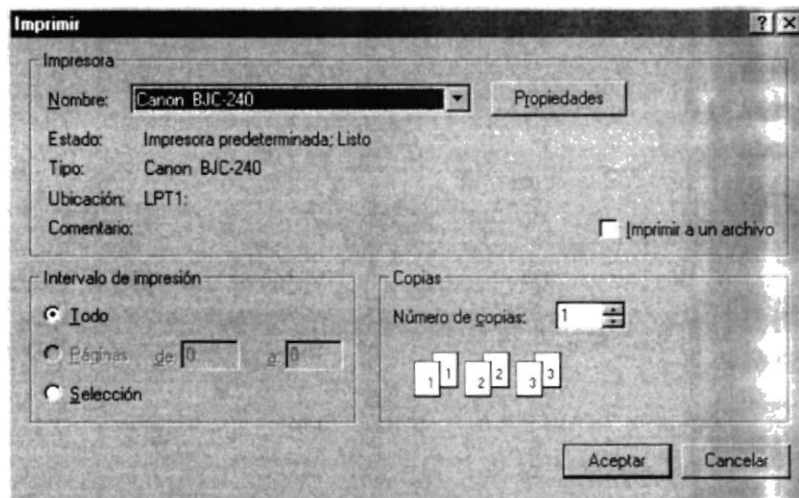 Imprimir
Impresora
Nombre: Canon BJC-240 Propiedades
Estado: Impresora predeterminada; Listo
Tipo: Canon BJC-240
Ubicación: LPT1:
Comentario: Imprimir a un archivo
Intervalo de impresión
Todo
Páginas de: 0 a: 0
Selección
Copias
Número de copias: 1
1 1 2 2 3 3
Aceptar Cancelar